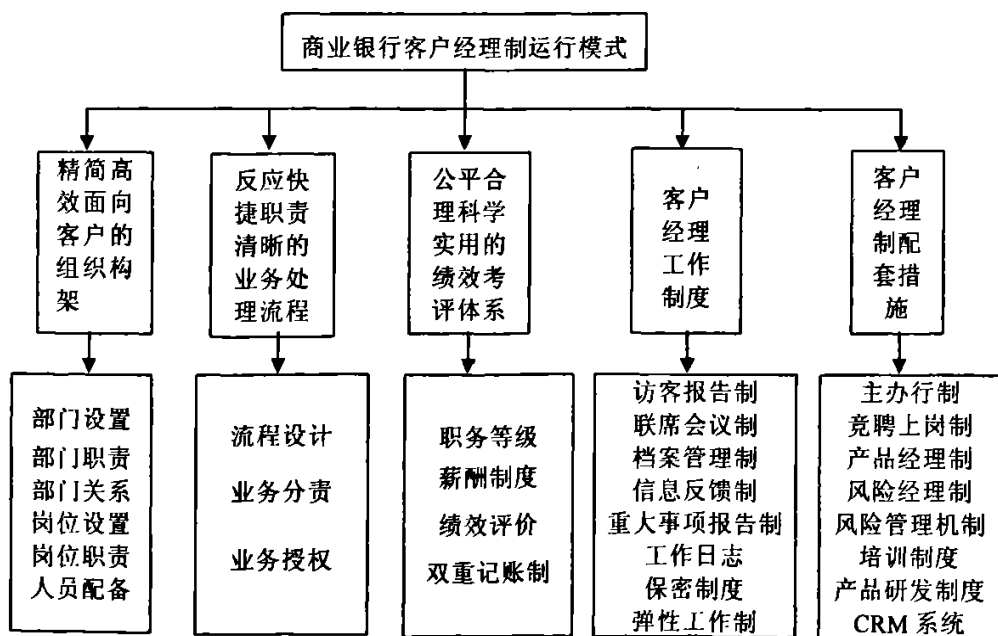 商业银行客户经理制运行模式
精简高
效面向
客户的
组织构
架
反应快
捷职责
清晰的
业务处
理流程
公平合
理科学
实用的
绩效考
评体系
客户
经理
工作
制度
客户
经理
制配
套措
施
部门设置
部门职责
部门关系
岗位设置
岗位职责
人员配备
流程设计
业务分责
业务授权
职务等级
薪酬制度
绩效评价
双重记账制
访客报告制
联席会议制
档案管理制
信息反馈制
重大事项报告制
工作日志
保密制度
弹性工作制
主办行制
竞聘上岗制
产品经理制
风险经理制
风险管理机制
培训制度
产品研发制度
CRM 系统